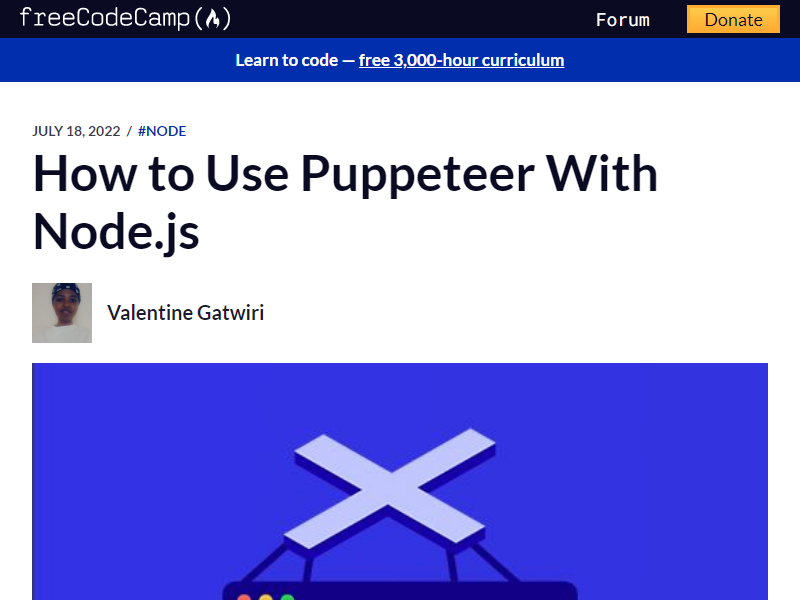 freeCodeCamp(🔥)
Forum
Donate
Learn to code — free 3,000-hour curriculum
JULY 18, 2022 / #NODE
How to Use Puppeteer With
Node.js
Valentine Gatwiri